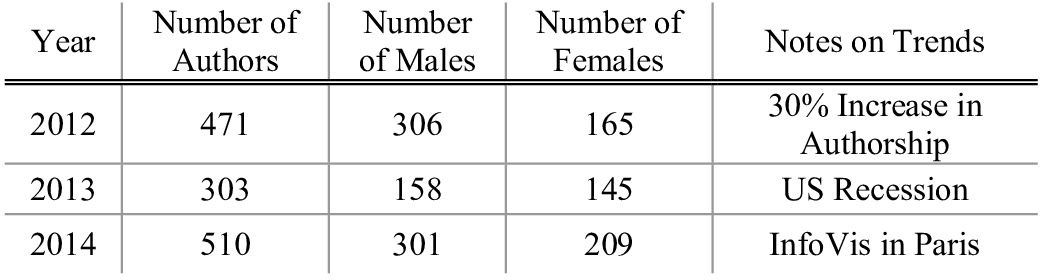 Year | Number of Authors | Number of Males | Number of Females | Notes on Trends
2012 | 471 | 306 | 165 | 30% Increase in Authorship
2013 | 303 | 158 | 145 | US Recession
2014 | 510 | 301 | 209 | InfoVis in Paris